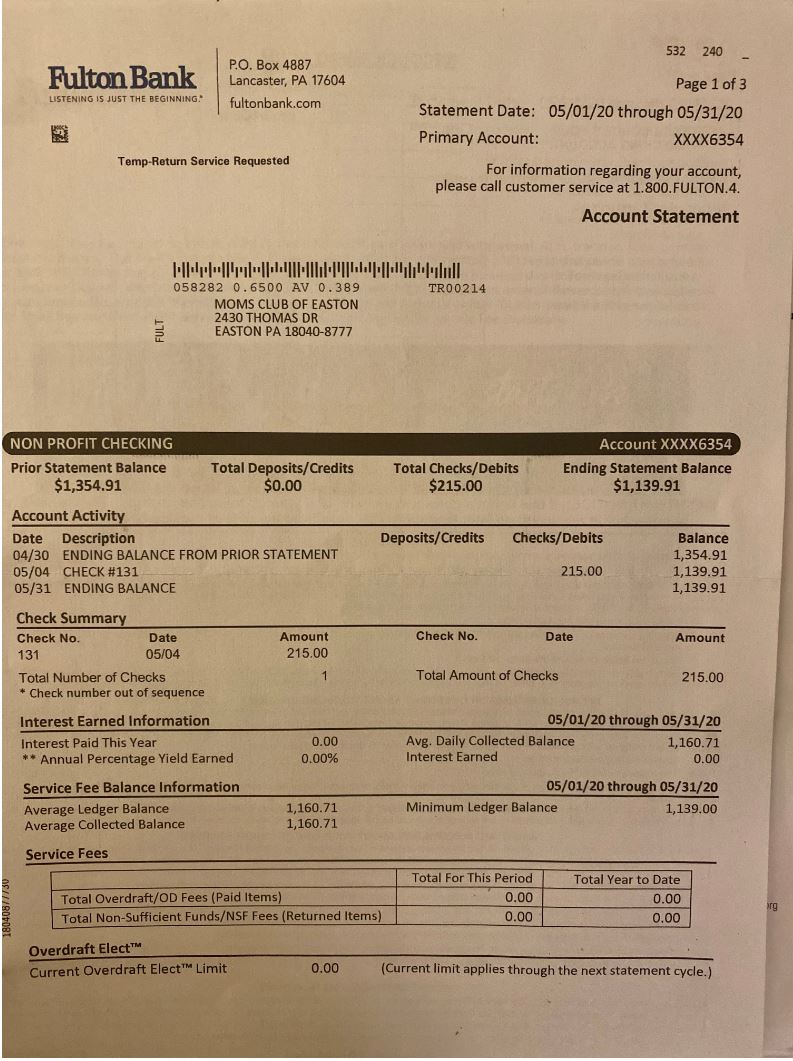 532 240 _
Fulton Bank
LISTENING IS JUST THE BEGINNING.®
P.O. Box 4887
Lancaster, PA 17604
fultonbank.com
Page 1 of 3
Statement Date: 05/01/20 through 05/31/20
Primary Account: XXXX6354
Temp-Return Service Requested
For information regarding your account,
please call customer service at 1.800.FULTON.4.
Account Statement
058282 0.6500 AV 0.389 TR00214
MOMS CLUB OF EASTON
2430 THOMAS DR
EASTON PA 18040-8777
FULT
NON PROFIT CHECKING Account XXXX6354
Prior Statement Balance Total Deposits/Credits Total Checks/Debits Ending Statement Balance
$1,354.91 $0.00 $215.00 $1,139.91
Account Activity
Date Description Deposits/Credits Checks/Debits Balance
04/30 ENDING BALANCE FROM PRIOR STATEMENT 1,354.91
05/04 CHECK #131 215.00 1,139.91
05/31 ENDING BALANCE 1,139.91
Check Summary
Check No. Date Amount Check No. Date Amount
131 05/04 215.00
Total Number of Checks 1 Total Amount of Checks 215.00
* Check number out of sequence
Interest Earned Information 05/01/20 through 05/31/20
Interest Paid This Year 0.00 Avg. Daily Collected Balance 1,160.71
** Annual Percentage Yield Earned 0.00% Interest Earned 0.00
Service Fee Balance Information 05/01/20 through 05/31/20
Average Ledger Balance 1,160.71 Minimum Ledger Balance 1,139.00
Average Collected Balance 1,160.71
Service Fees
Total For This Period Total Year to Date
Total Overdraft/OD Fees (Paid Items) 0.00 0.00
Total Non-Sufficient Funds/NSF Fees (Returned Items) 0.00 0.00
Overdraft Elect™
Current Overdraft Elect™ Limit 0.00 (Current limit applies through the next statement cycle.)